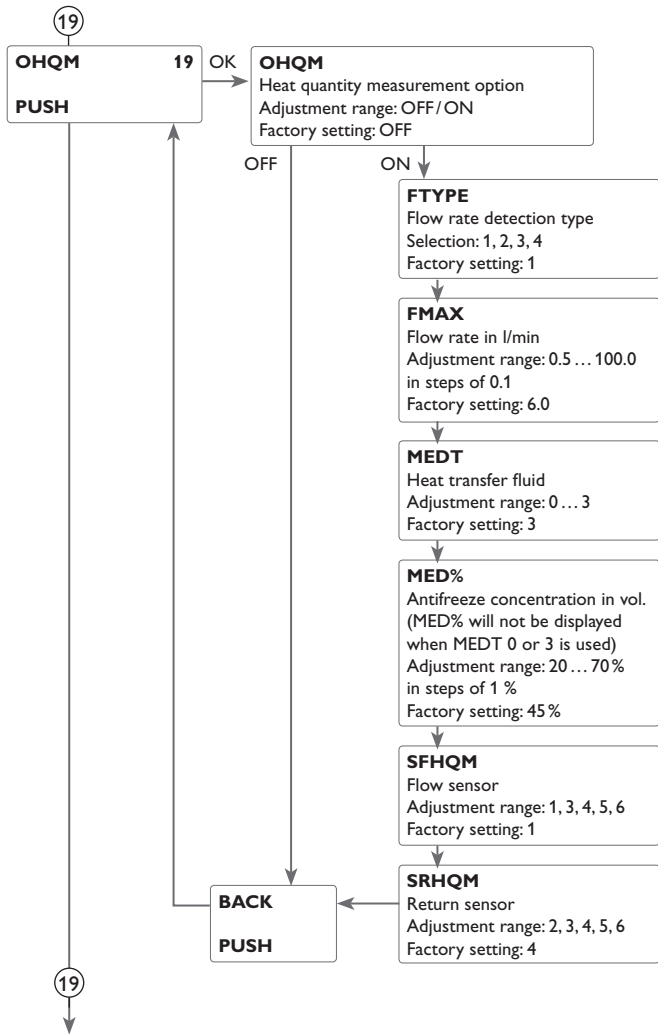 19
OHQM 19
PUSH
OK
OHQM
Heat quantity measurement option
Adjustment range: OFF/ON
Factory setting: OFF
OFF
ON
FTYPE
Flow rate detection type
Selection: 1, 2, 3, 4
Factory setting: 1
FMAX
Flow rate in l/min
Adjustment range: 0.5 … 100.0
in steps of 0.1
Factory setting: 6.0
MEDT
Heat transfer fluid
Adjustment range: 0 … 3
Factory setting: 3
MED%
Antifreeze concentration in vol.
(MED% will not be displayed
when MEDT 0 or 3 is used)
Adjustment range: 20 … 70%
in steps of 1 %
Factory setting: 45%
SFHQM
Flow sensor
Adjustment range: 1, 3, 4, 5, 6
Factory setting: 1
SRHQM
Return sensor
Adjustment range: 2, 3, 4, 5, 6
Factory setting: 4
BACK
PUSH
19